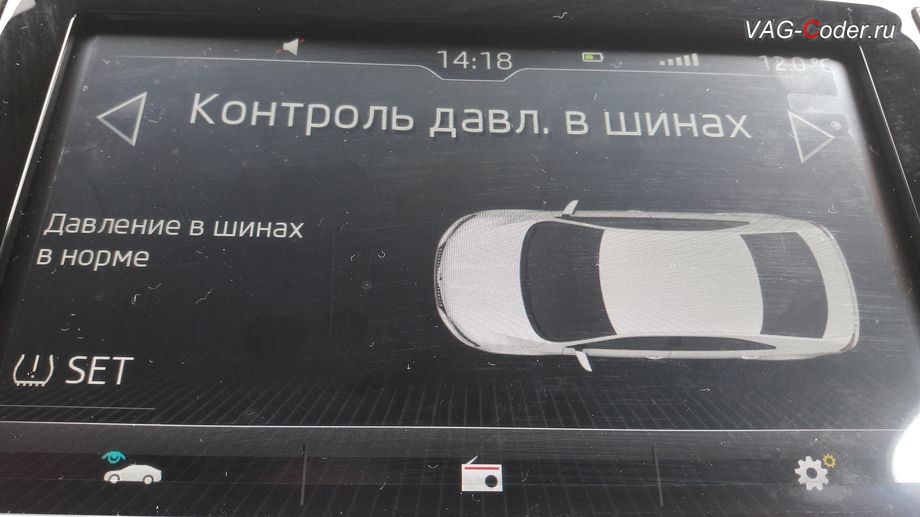 VAG-Coder.ru
14:18
12.0 °C
Контроль давл. в шинах
Давление в шинах
в норме
SET